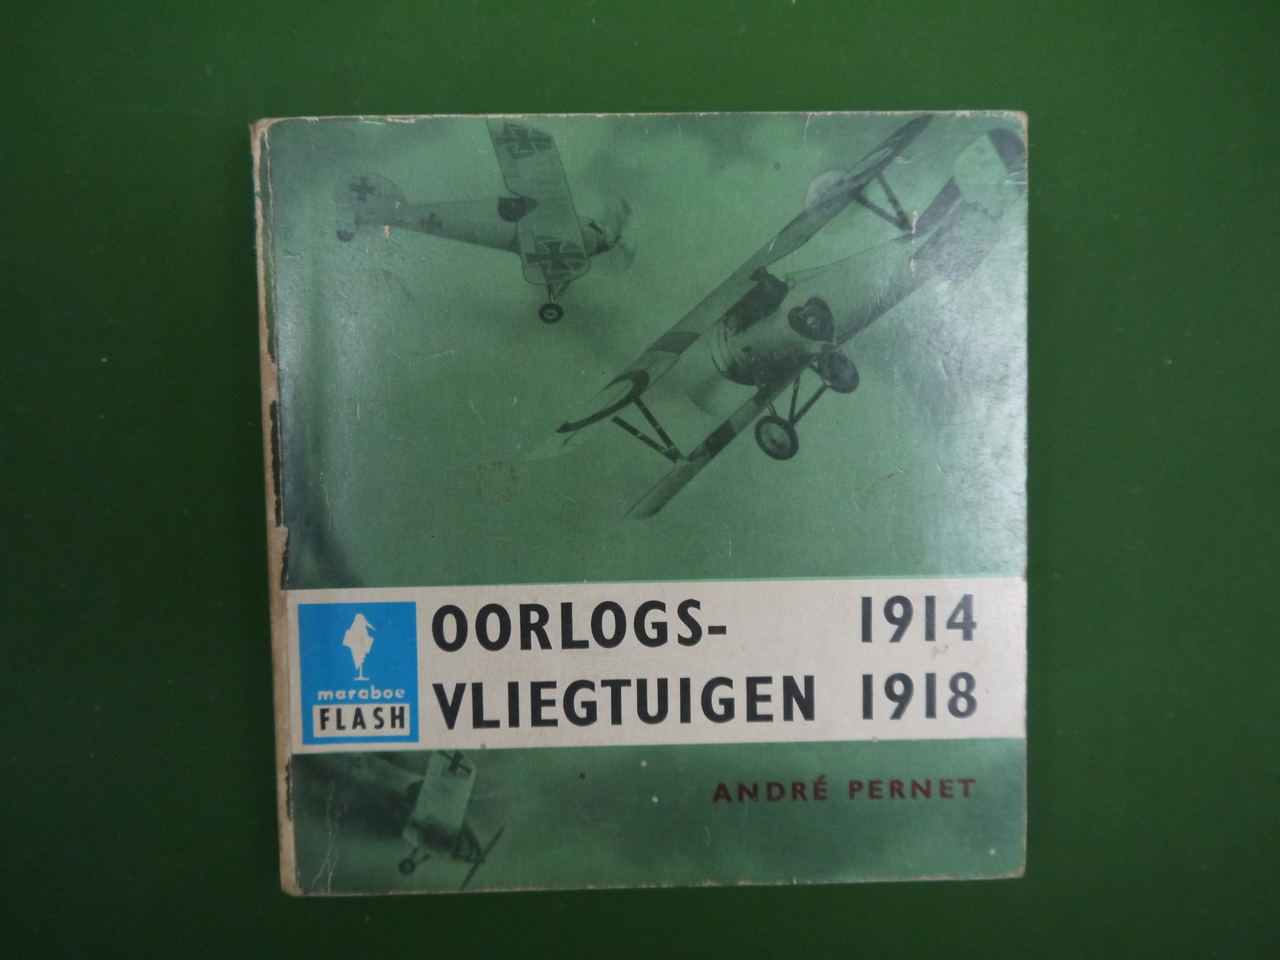 OORLOGS- 1914
VLIEGTUIGEN 1918
maraboe
FLASH
ANDRÉ PERNET